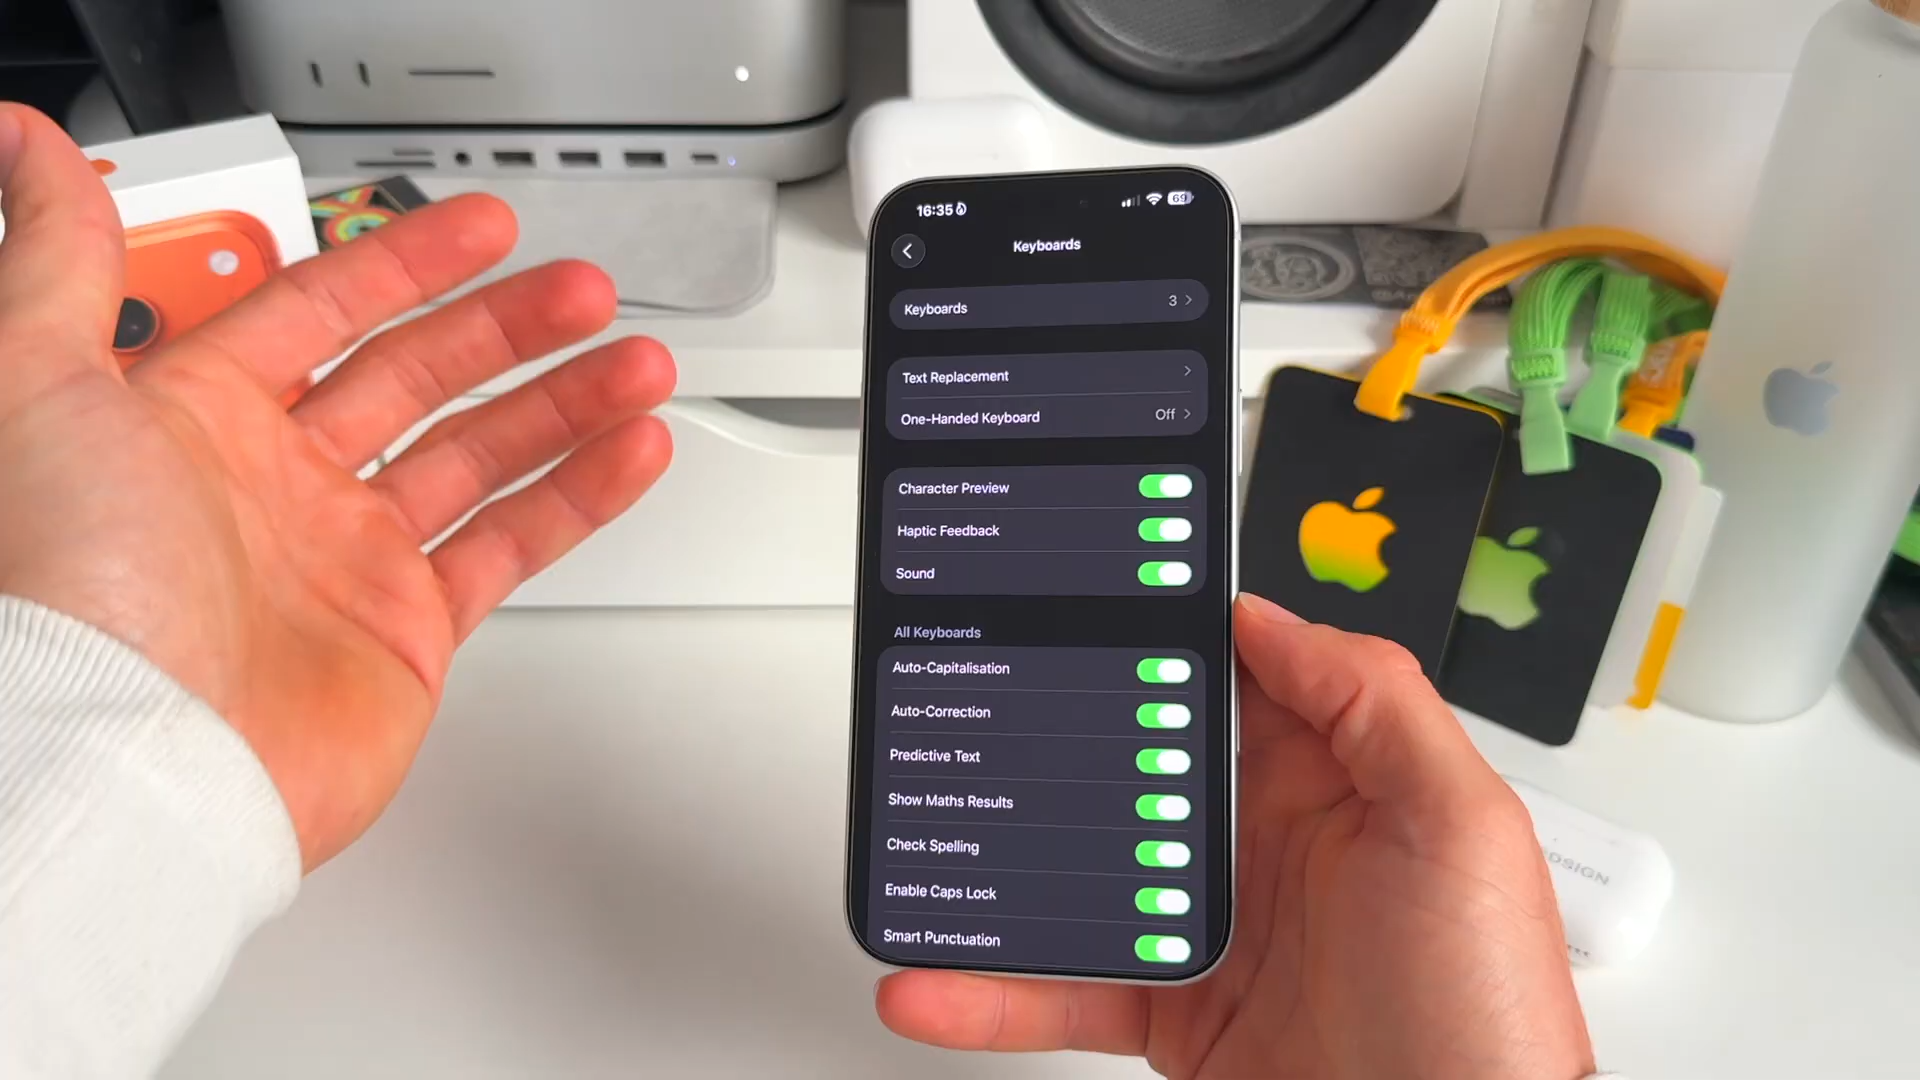 16:35
69
Keyboards
Keyboards 3
Text Replacement
One-Handed Keyboard Off
Character Preview
Haptic Feedback
Sound
All Keyboards
Auto-Capitalisation
Auto-Correction
Predictive Text
Show Maths Results
Check Spelling
Enable Caps Lock
Smart Punctuation